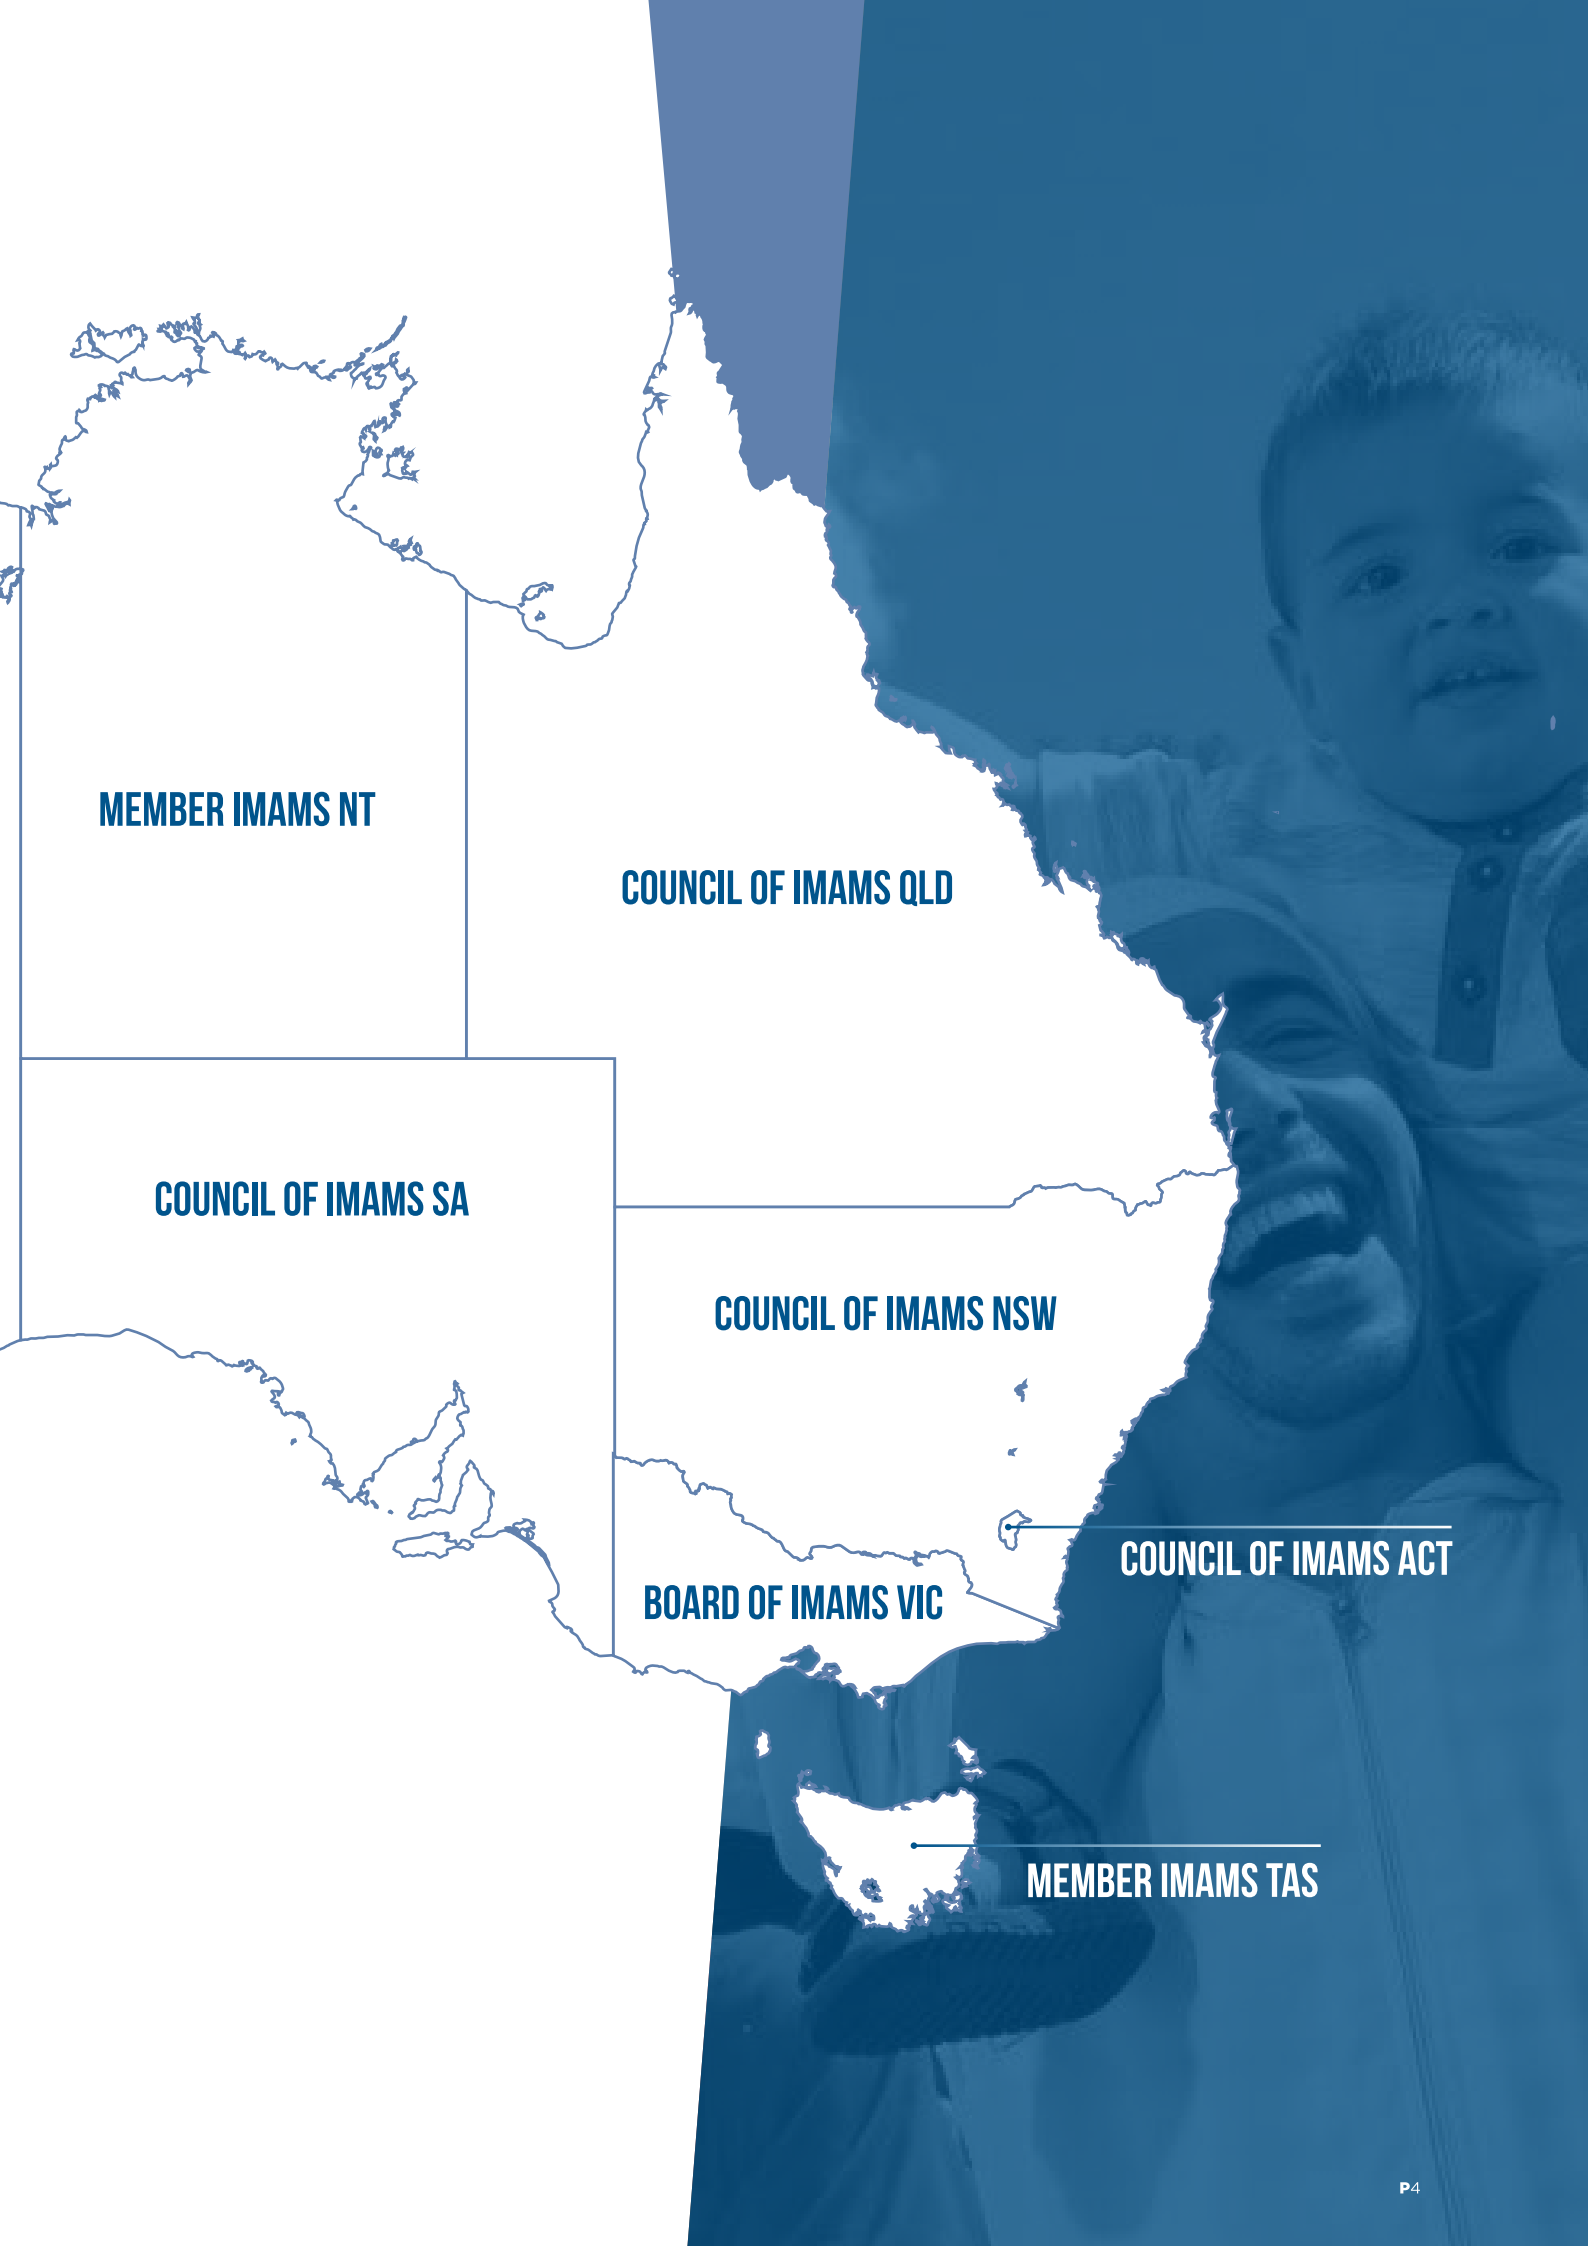 MEMBER IMAMS NT
COUNCIL OF IMAMS QLD
COUNCIL OF IMAMS SA
COUNCIL OF IMAMS NSW
COUNCIL OF IMAMS ACT
BOARD OF IMAMS VIC
MEMBER IMAMS TAS
P4